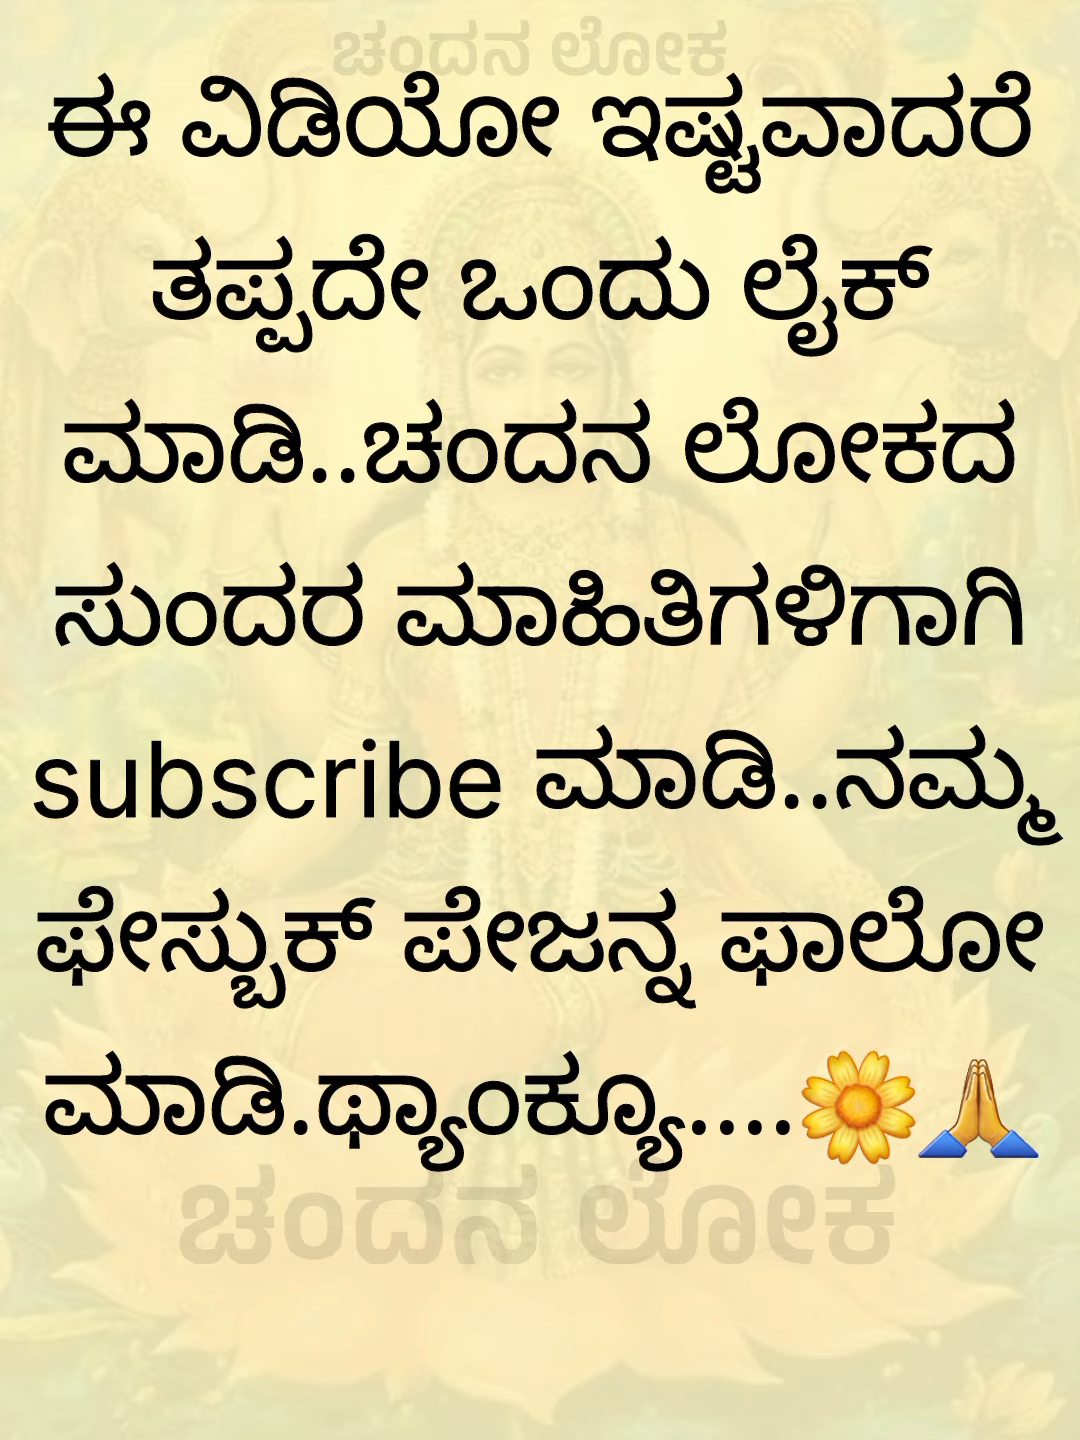 ಚಂದನ ಲೋಕ
ಈ ವಿಡಿಯೋ ಇಷ್ಟವಾದರೆ
ತಪ್ಪದೇ ಒಂದು ಲೈಕ್
ಮಾಡಿ..ಚಂದನ ಲೋಕದ
ಸುಂದರ ಮಾಹಿತಿಗಳಿಗಾಗಿ
subscribe ಮಾಡಿ..ನಮ್ಮ
ಫೇಸ್ಬುಕ್ ಪೇಜನ್ನ ಫಾಲೋ
ಮಾಡಿ.ಥ್ಯಾಂಕ್ಯೂ....🌼🙏
ಚಂದನ ಲೋಕ